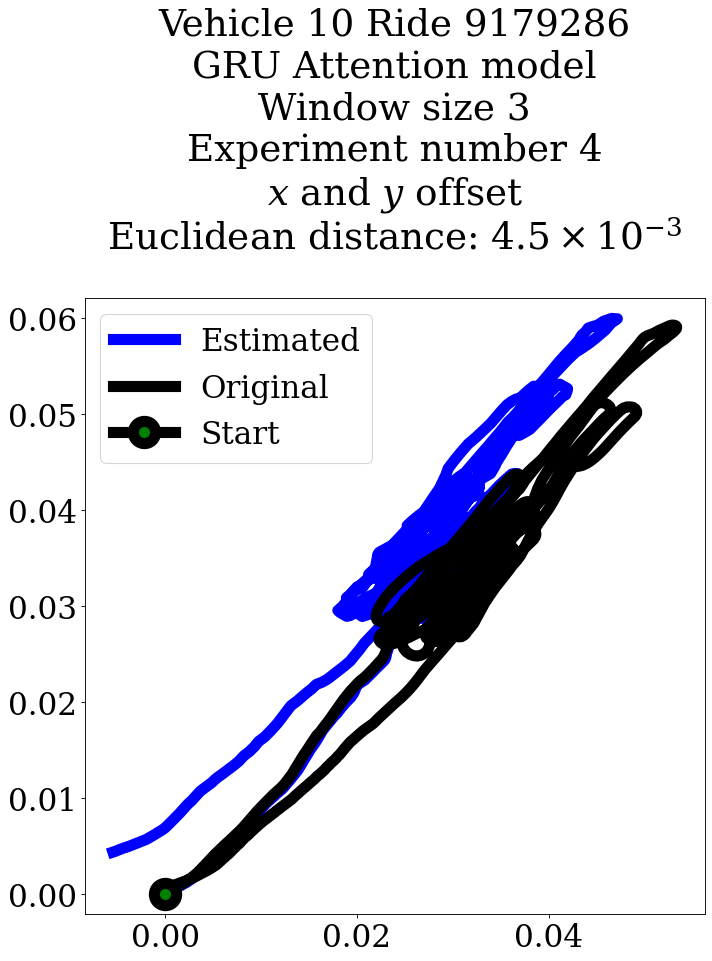 Vehicle 10 Ride 9179286
GRU Attention model
Window size 3
Experiment number 4
x and y offset
Euclidean distance: 4.5 × 10⁻³
0.06
0.05
0.04
0.03
0.02
0.01
0.00
Estimated
Original
Start
0.00 0.02 0.04